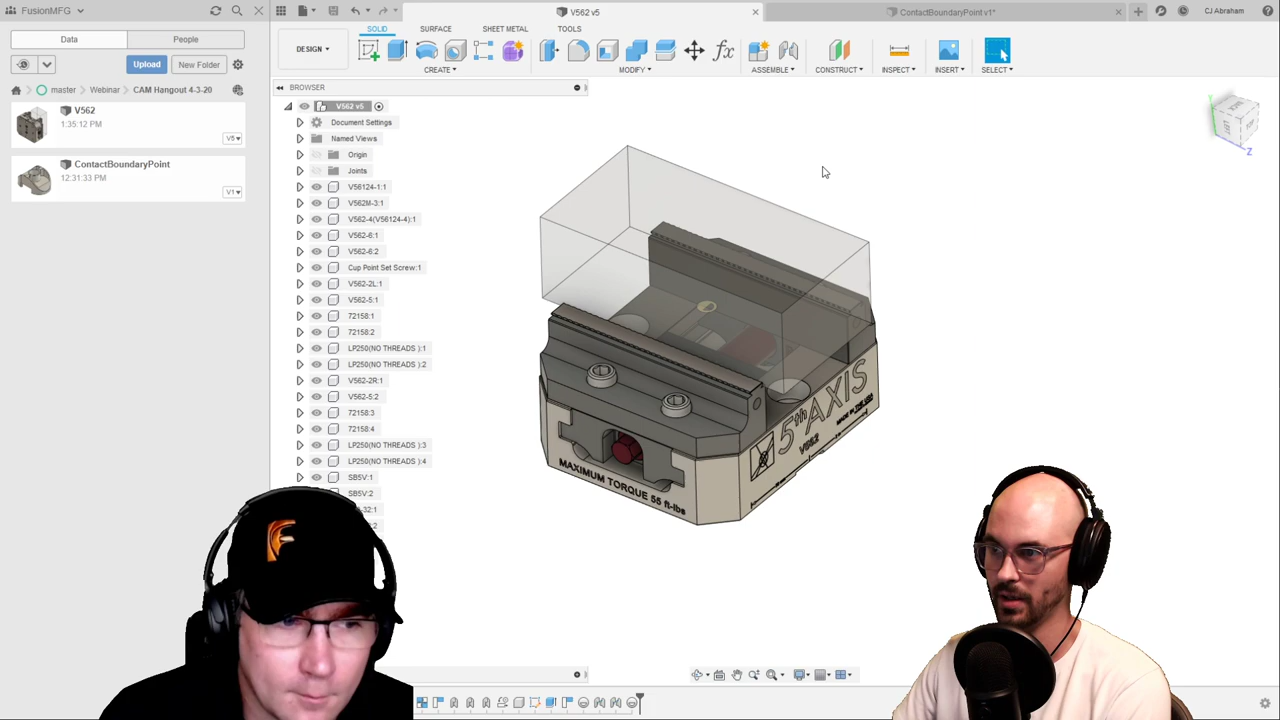 FusionMFG
V562 v5
ContactBoundaryPoint v1*
CJ Abraham
Data
People
SOLID
SURFACE
SHEET METAL
TOOLS
DESIGN
Upload
New Folder
CREATE
MODIFY
ASSEMBLE
CONSTRUCT
INSPECT
INSERT
SELECT
master
Webinar
CAM Hangout 4-3-20
BROWSER
V562
1:35:12 PM
V562 v5
Document Settings
Named Views
Origin
ContactBoundaryPoint
12:31:33 PM
V1
Joints
V56124-1:1
V562M-3:1
V562-4(V56124-4):1
V562-6:1
V562-6:2
Cup Point Set Screw:1
V562-2L:1
V562-5:1
72158:1
72158:2
LP250(NO THREADS ):1
LP250(NO THREADS ):2
V562-2R:1
V562-5:2
72158:3
72158:4
LP250(NO THREADS ):3
LP250(NO THREADS ):4
SB5V:1
SB5V:2
5th AXIS
MAXIMUM TORQUE 55 ft-lbs
Z